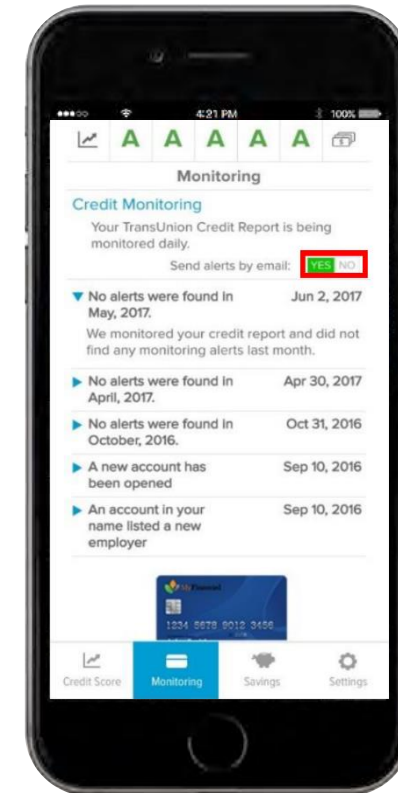 4:21 PM 100%
A A A A A
Monitoring
Credit Monitoring
Your TransUnion Credit Report is being
monitored daily.
Send alerts by email: YES NO
No alerts were found in Jun 2, 2017
May, 2017.
We monitored your credit report and did not
find any monitoring alerts last month.
No alerts were found in Apr 30, 2017
April, 2017.
No alerts were found in Oct 31, 2016
October, 2016.
A new account has Sep 10, 2016
been opened
An account in your Sep 10, 2016
name listed a new
employer
1234 5678 9012 3456
Credit Score Monitoring Savings Settings